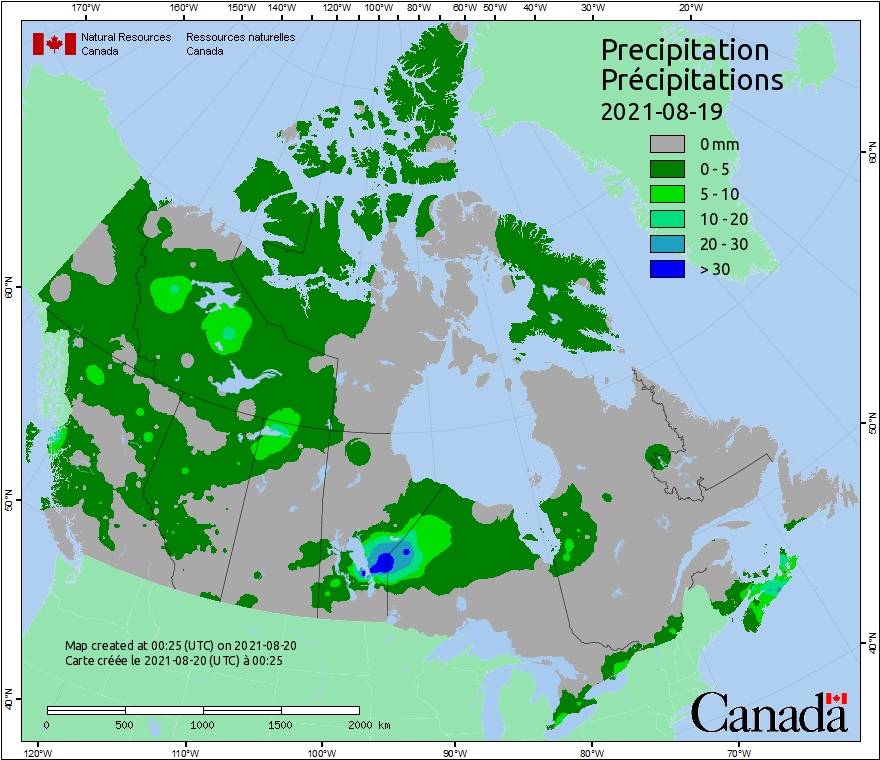 170°W 160°W 150°W 140°W 120°W 110°W 100°W 90°W 80°W 60°W 50°W 40°W 30°W 20°W
Natural Resources Ressources naturelles
Canada Canada
Precipitation
Précipitations
2021-08-19
0 mm
0 - 5
5 - 10
10 - 20
20 - 30
> 30
60°N 60°N
50°N 50°N
40°N 40°N
Map created at 00:25 (UTC) on 2021-08-20
Carte créée le 2021-08-20 (UTC) à 00:25
0 500 1000 1500 2000 km
Canada
120°W 110°W 100°W 90°W 80°W 70°W